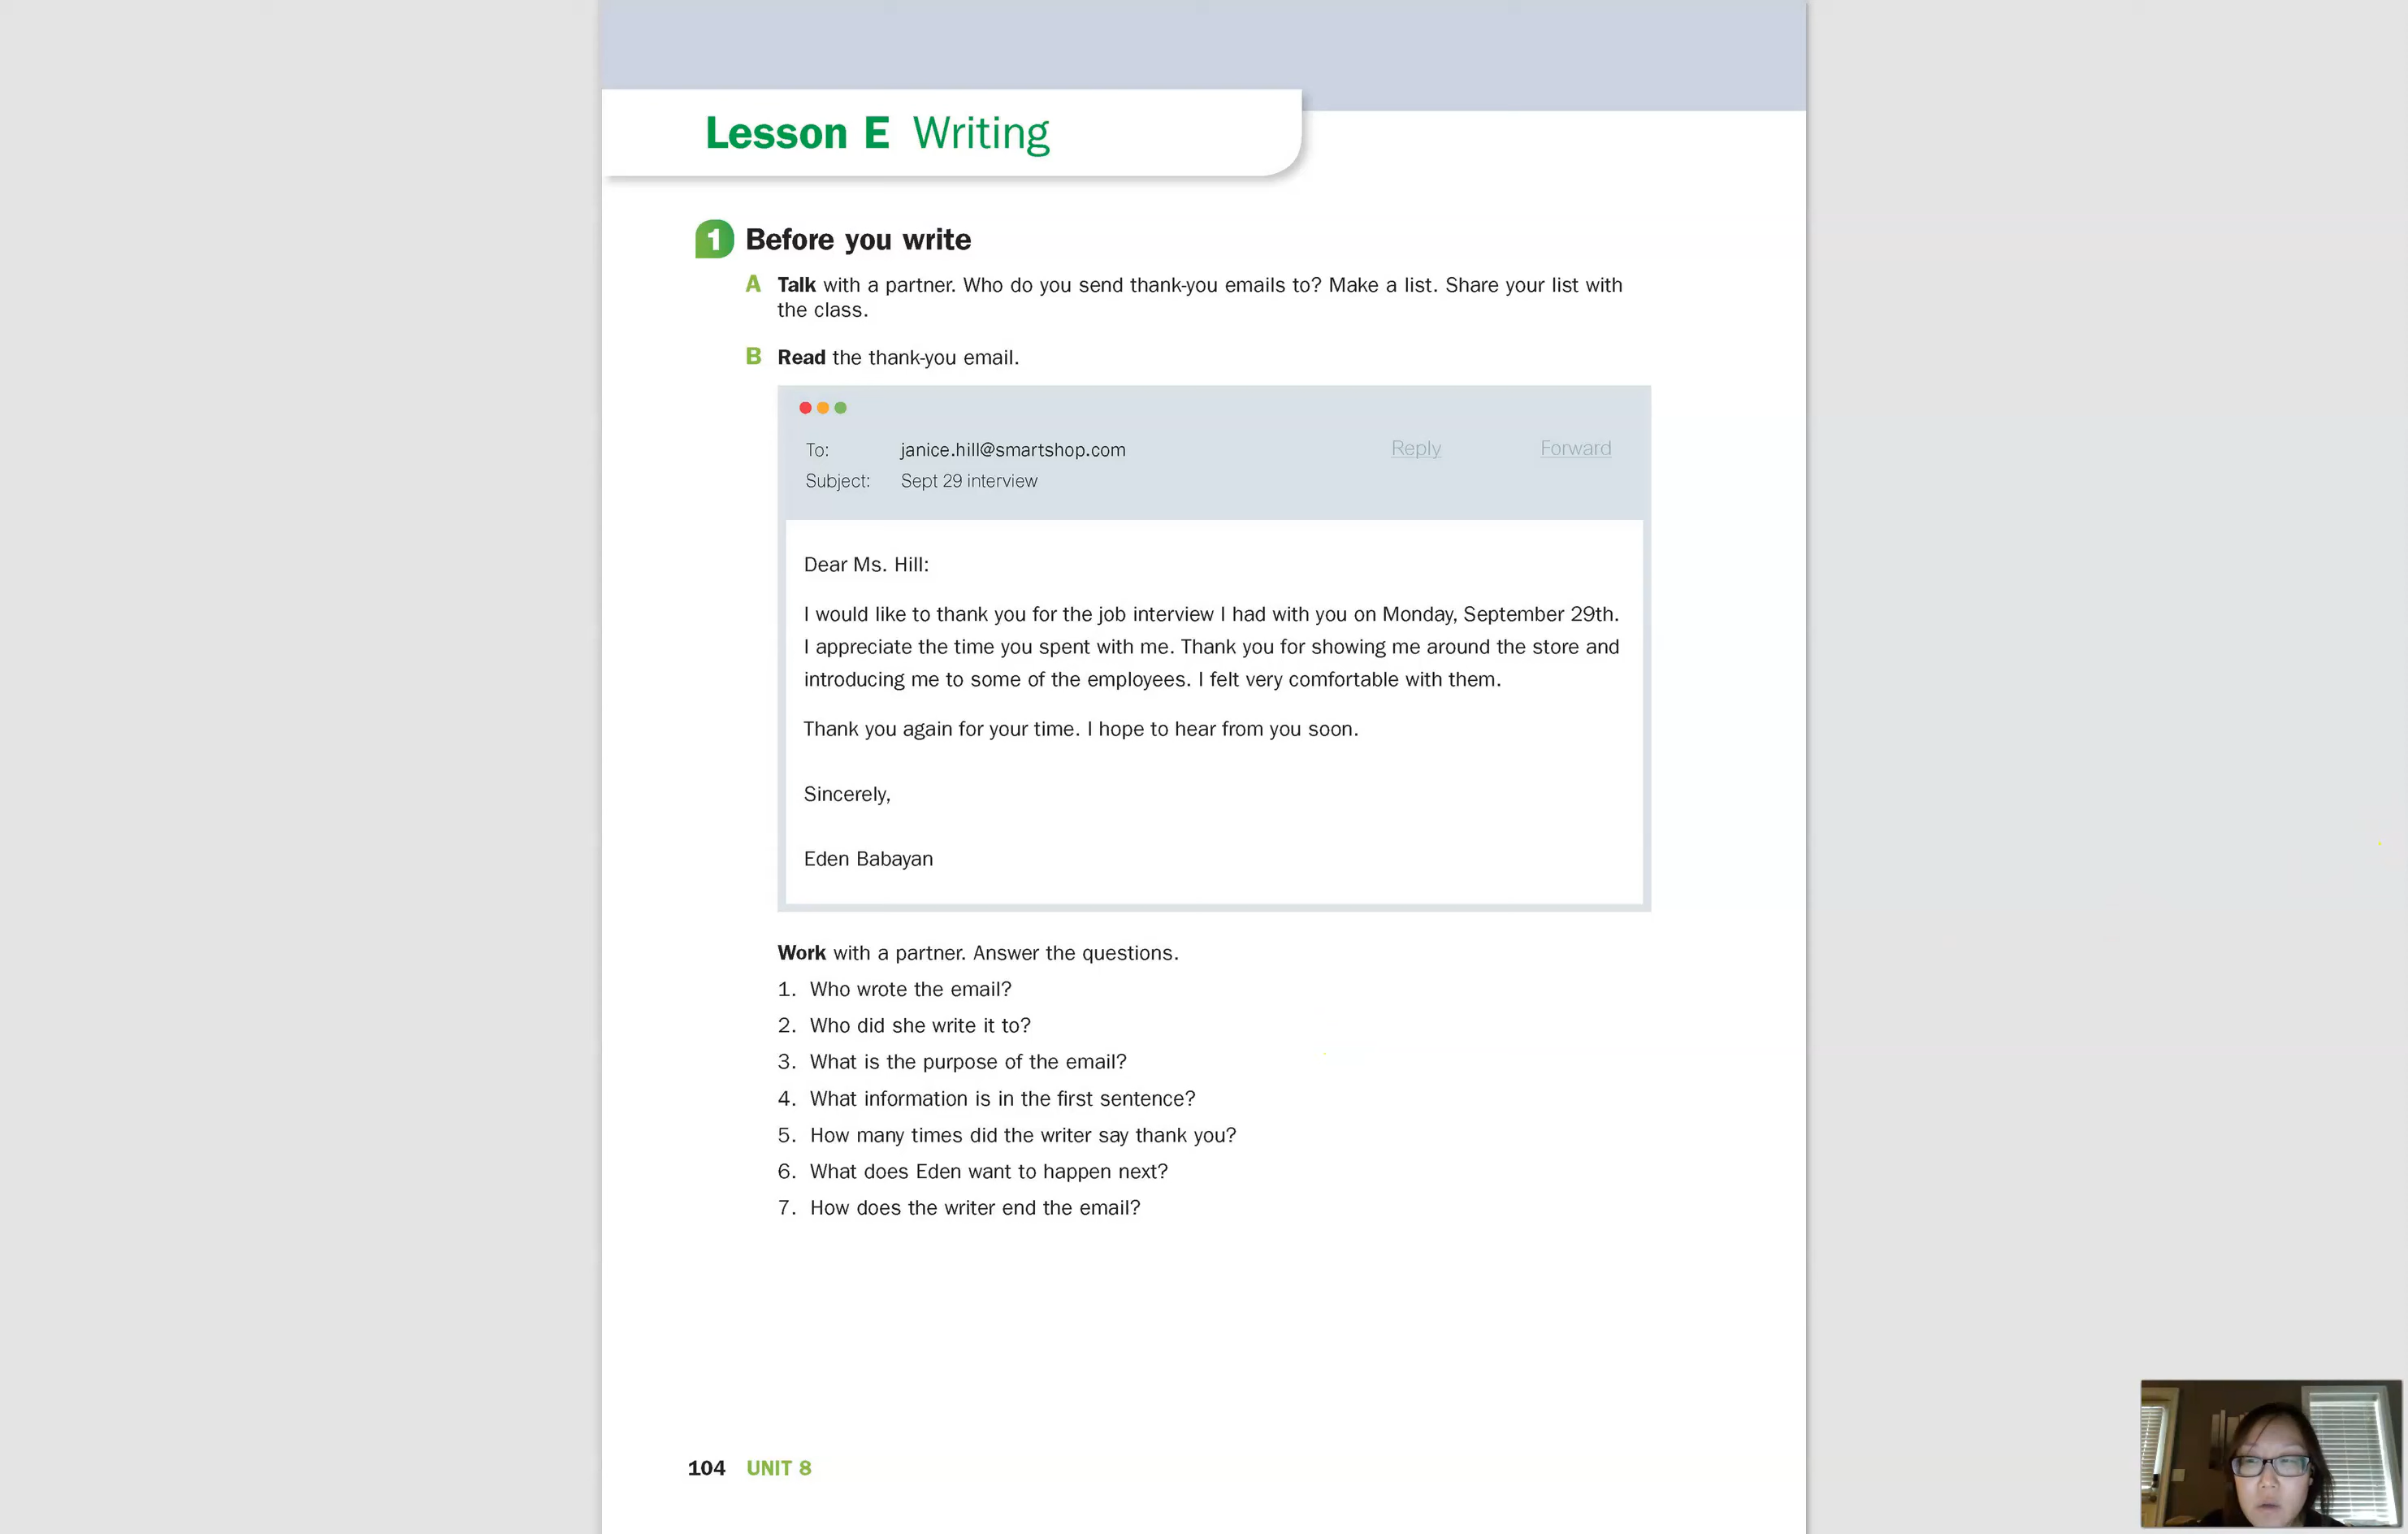 Lesson E Writing
1 Before you write
A Talk with a partner. Who do you send thank-you emails to? Make a list. Share your list with
the class.
B Read the thank-you email.
To: janice.hill@smartshop.com Reply Forward
Subject: Sept 29 interview
Dear Ms. Hill:
I would like to thank you for the job interview I had with you on Monday, September 29th.
I appreciate the time you spent with me. Thank you for showing me around the store and
introducing me to some of the employees. I felt very comfortable with them.
Thank you again for your time. I hope to hear from you soon.
Sincerely,
Eden Babayan
Work with a partner. Answer the questions.
1. Who wrote the email?
2. Who did she write it to?
3. What is the purpose of the email?
4. What information is in the first sentence?
5. How many times did the writer say thank you?
6. What does Eden want to happen next?
7. How does the writer end the email?
104 UNIT 8